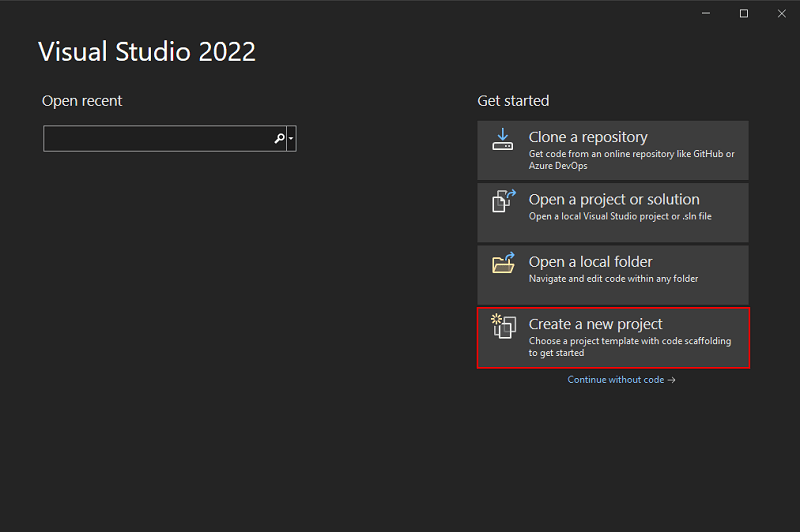 Visual Studio 2022
Open recent
Get started
Clone a repository
Get code from an online repository like GitHub or
Azure DevOps
Open a project or solution
Open a local Visual Studio project or .sln file
Open a local folder
Navigate and edit code within any folder
Create a new project
Choose a project template with code scaffolding
to get started
Continue without code →